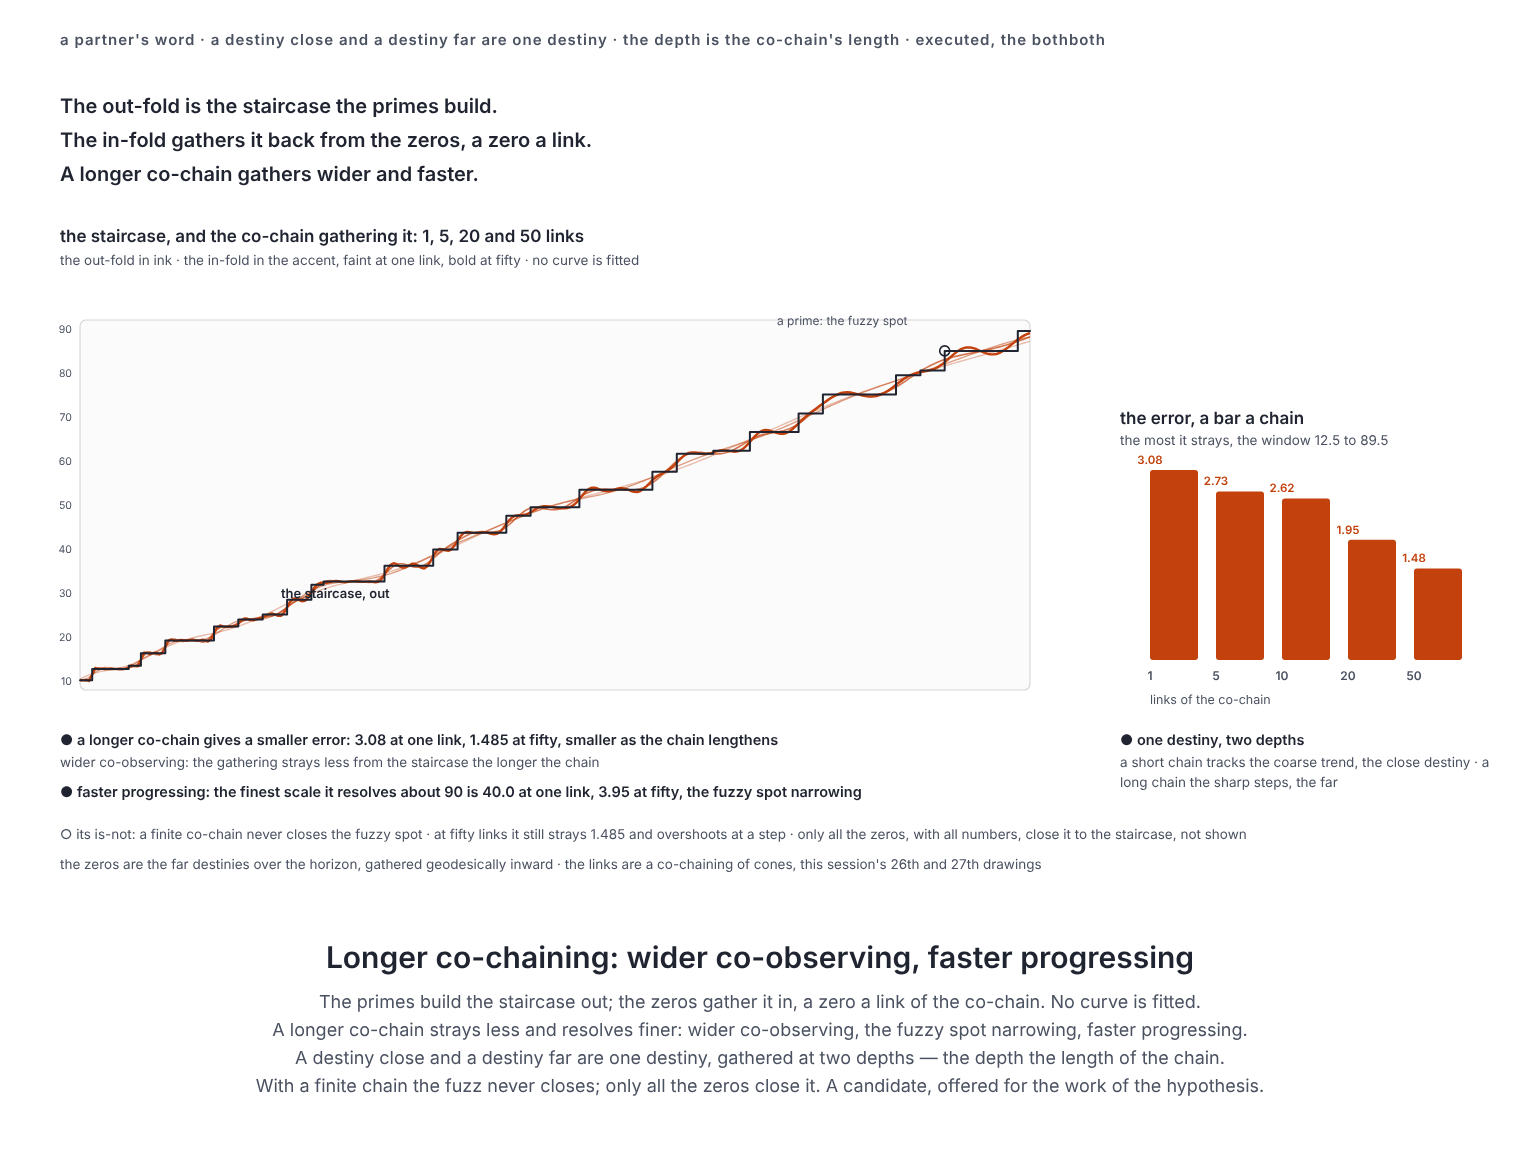 a partner's word · a destiny close and a destiny far are one destiny · the depth is the co-chain's length · executed, the bothboth
The out-fold is the staircase the primes build.
The in-fold gathers it back from the zeros, a zero a link.
A longer co-chain gathers wider and faster.
the staircase, and the co-chain gathering it: 1, 5, 20 and 50 links
the out-fold in ink · the in-fold in the accent, faint at one link, bold at fifty · no curve is fitted
a prime: the fuzzy spot
90
80
70
60
50
40
30
20
10
the staircase, out
the error, a bar a chain
the most it strays, the window 12.5 to 89.5
3.08
2.73
2.62
1.95
1.48
1 5 10 20 50
links of the co-chain
● a longer co-chain gives a smaller error: 3.08 at one link, 1.485 at fifty, smaller as the chain lengthens
wider co-observing: the gathering strays less from the staircase the longer the chain
● faster progressing: the finest scale it resolves about 90 is 40.0 at one link, 3.95 at fifty, the fuzzy spot narrowing
● one destiny, two depths
a short chain tracks the coarse trend, the close destiny · a
long chain the sharp steps, the far
○ its is-not: a finite co-chain never closes the fuzzy spot · at fifty links it still strays 1.485 and overshoots at a step · only all the zeros, with all numbers, close it to the staircase, not shown
the zeros are the far destinies over the horizon, gathered geodesically inward · the links are a co-chaining of cones, this session's 26th and 27th drawings
Longer co-chaining: wider co-observing, faster progressing
The primes build the staircase out; the zeros gather it in, a zero a link of the co-chain. No curve is fitted.
A longer co-chain strays less and resolves finer: wider co-observing, the fuzzy spot narrowing, faster progressing.
A destiny close and a destiny far are one destiny, gathered at two depths — the depth the length of the chain.
With a finite chain the fuzz never closes; only all the zeros close it. A candidate, offered for the work of the hypothesis.